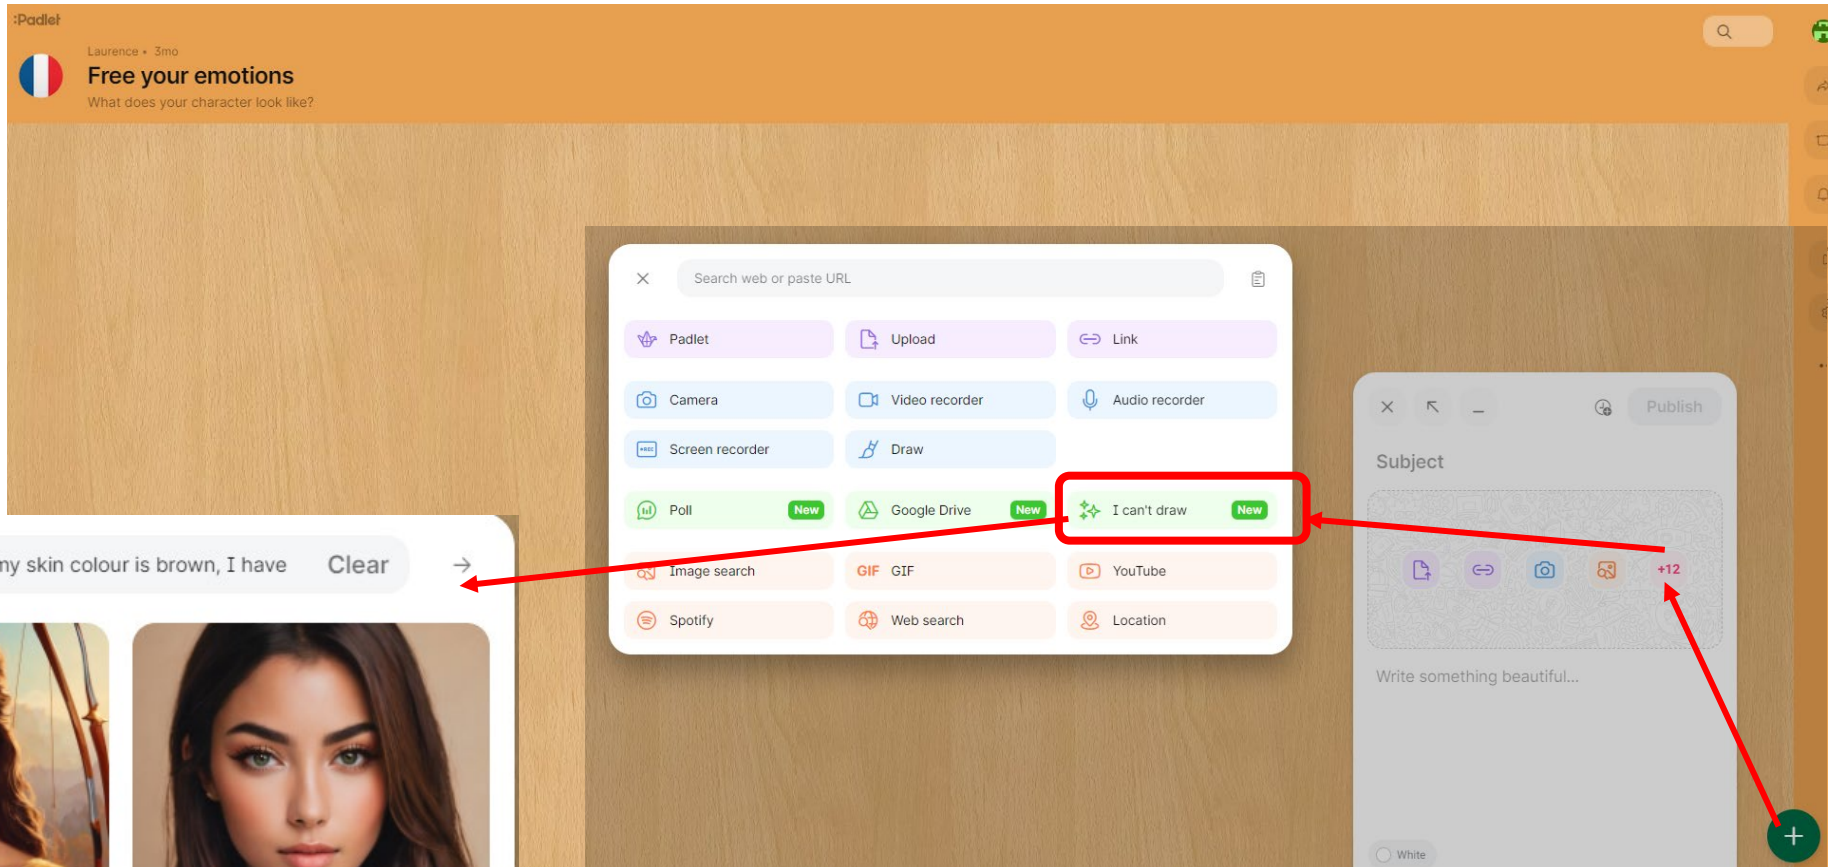 :Padlet
Laurence • 3mo
Free your emotions
What does your character look like?
Search web or paste URL
Padlet
Upload
Link
Camera
Video recorder
Audio recorder
Screen recorder
Draw
Poll New
Google Drive New
I can't draw New
Image search
GIF GIF
YouTube
Spotify
Web search
Location
Publish
Subject
+12
Write something beautiful...
White
my skin colour is brown, I have Clear